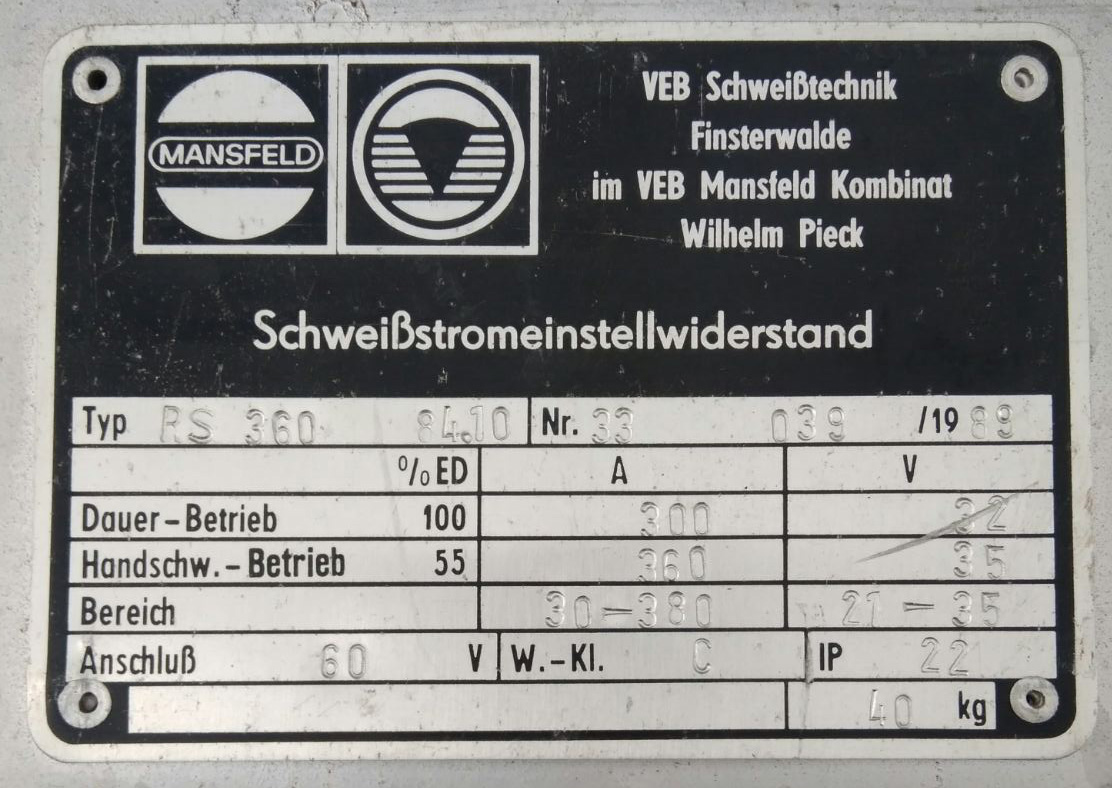 MANSFELD
VEB Schweißtechnik
Finsterwalde
im VEB Mansfeld Kombinat
Wilhelm Pieck
Schweißstromeinstellwiderstand
Typ RS 360 84.10 Nr. 33 039 /19 89
% ED A V
Dauer-Betrieb 100 300 32
Handschw.-Betrieb 55 360 35
Bereich 30-380 21-35
Anschluß 60 V W.-Kl. C IP 22
40 kg